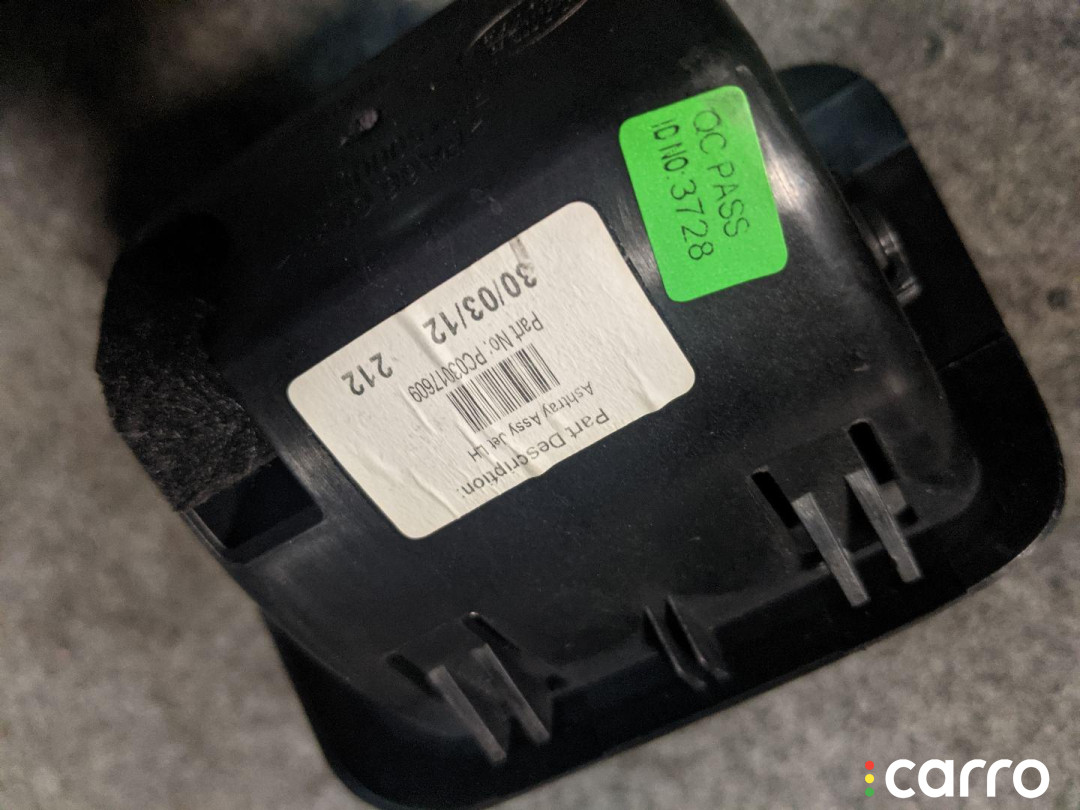 QC PASS
ID NO:3728
30/03/12 212
Part No: PC03017609
Ashtray Assy Jet LH
Part Description:
carro